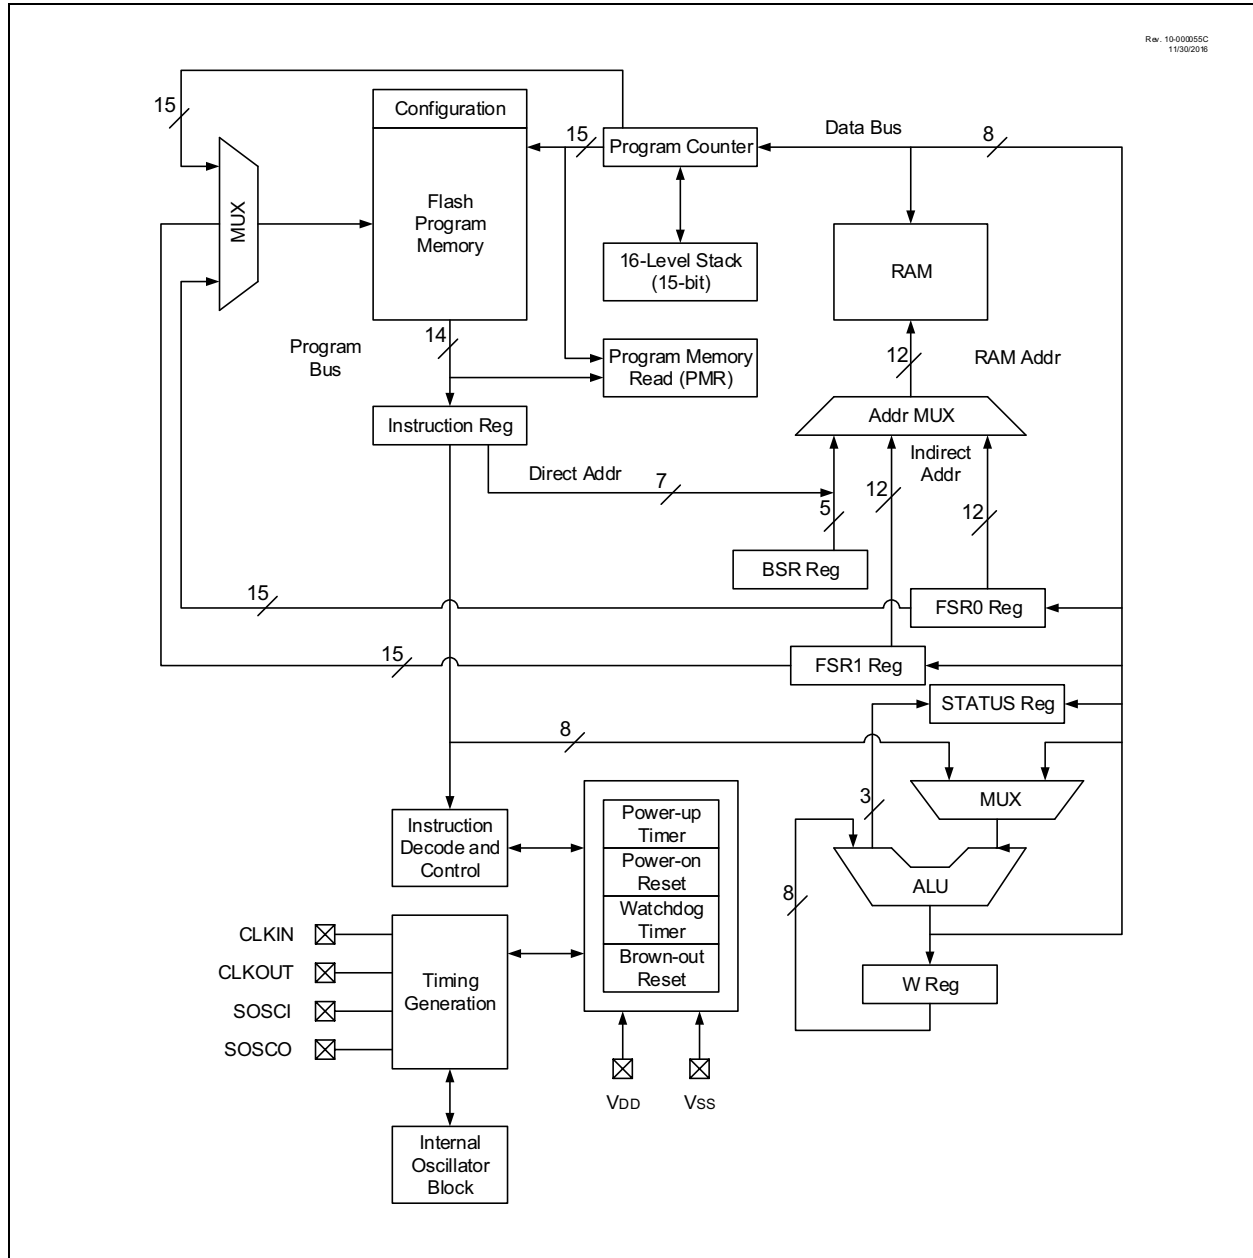 Rev. 10-000055C
11/30/2016
15
Configuration
15
Program Counter
Data Bus
8
MUX
Flash
Program
Memory
16-Level Stack
(15-bit)
RAM
Program
Bus
14
Program Memory
Read (PMR)
12
RAM Addr
Instruction Reg
Addr MUX
Direct Addr
7
Indirect
Addr
12
5
12
BSR Reg
15
FSR0 Reg
15
FSR1 Reg
STATUS Reg
8
3
MUX
Instruction
Decode and
Control
Power-up
Timer
Power-on
Reset
Watchdog
Timer
Brown-out
Reset
8
ALU
W Reg
CLKIN
CLKOUT
SOSCI
SOSCO
Timing
Generation
VDD
VSS
Internal
Oscillator
Block